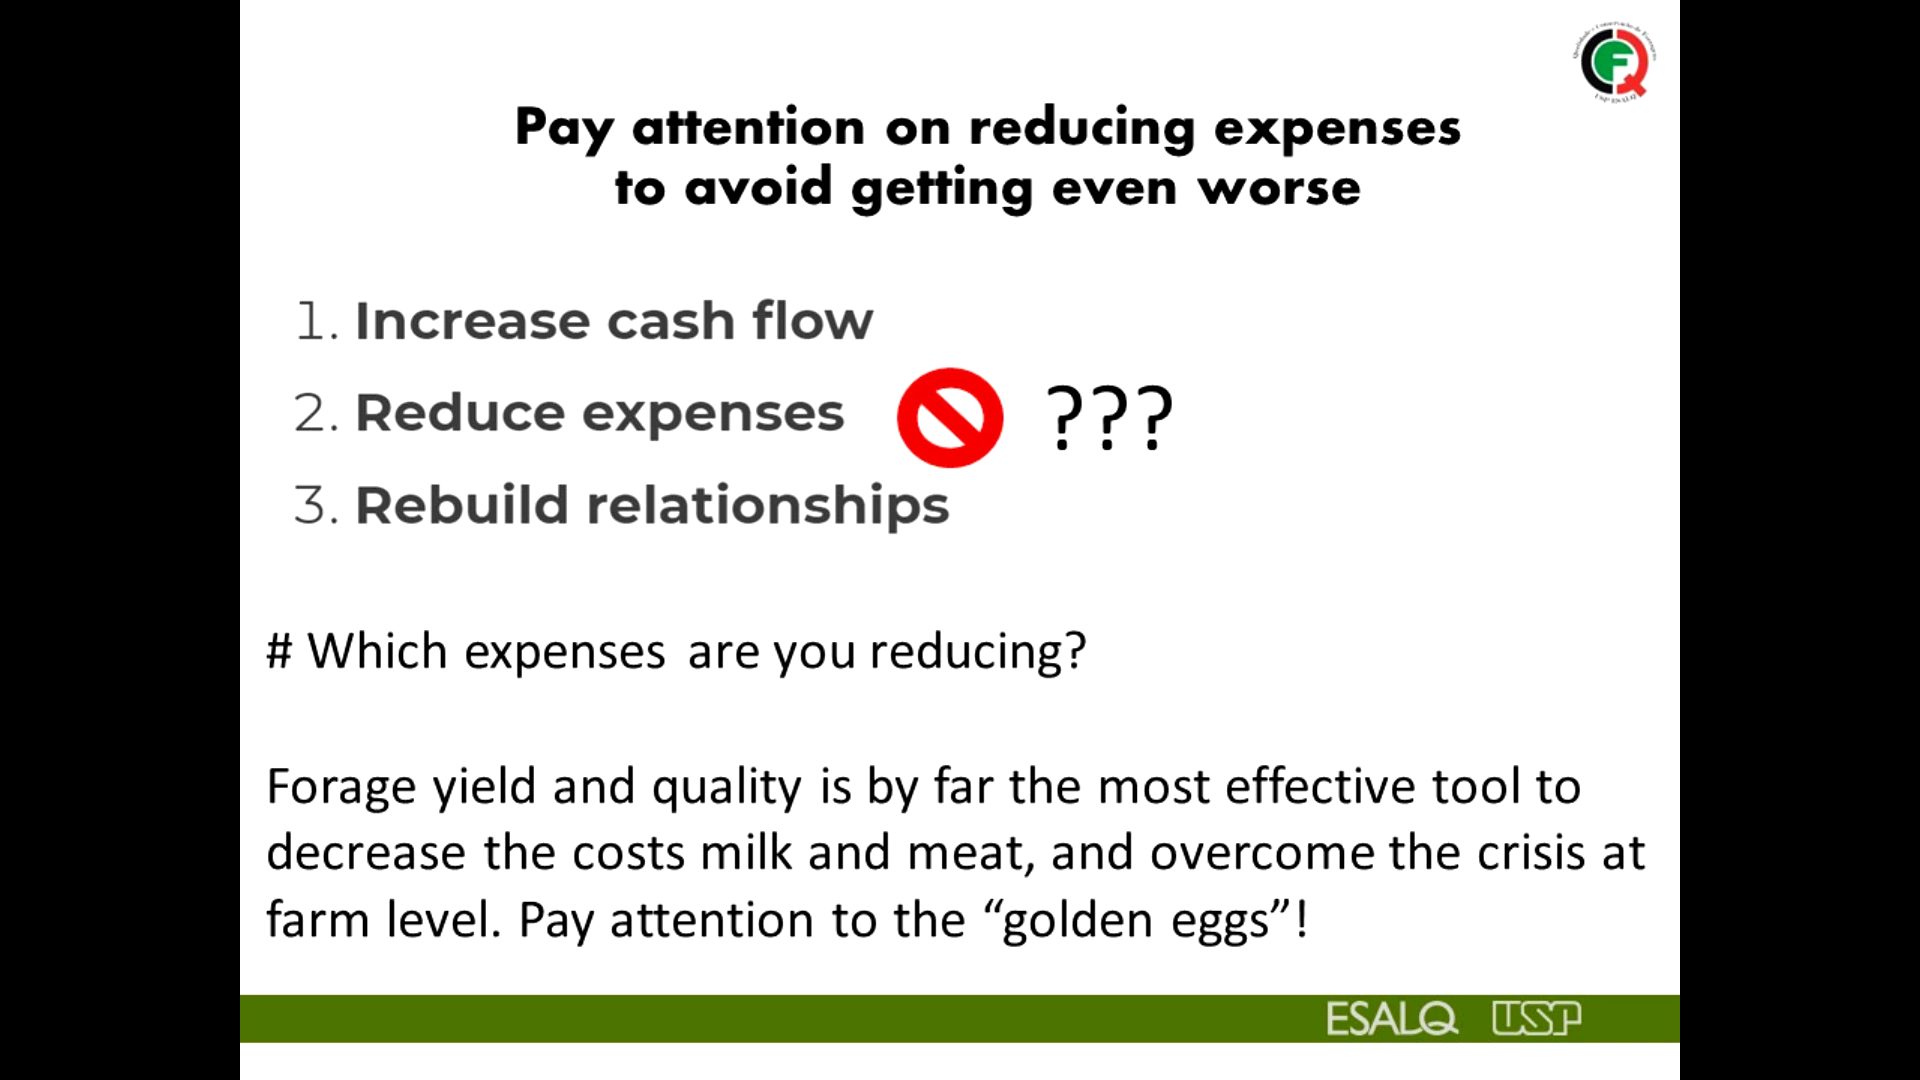 Pay attention on reducing expenses
to avoid getting even worse
1. Increase cash flow
2. Reduce expenses ???
3. Rebuild relationships
# Which expenses are you reducing?
Forage yield and quality is by far the most effective tool to
decrease the costs milk and meat, and overcome the crisis at
farm level. Pay attention to the “golden eggs”!
ESALQ USP